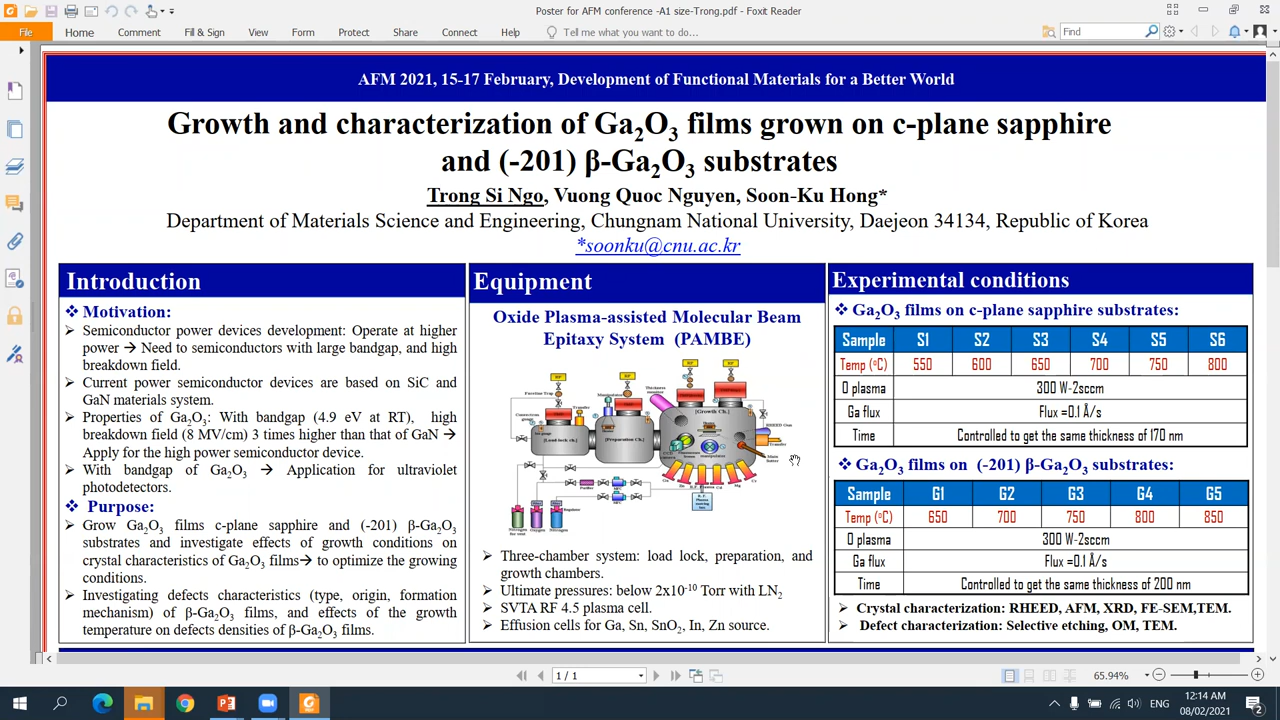 Poster for AFM conference -A1 size-Trong.pdf - Foxit Reader
File Home Comment Fill & Sign View Form Protect Share Connect Help Tell me what you want to do... Find
AFM 2021, 15-17 February, Development of Functional Materials for a Better World
Growth and characterization of Ga2O3 films grown on c-plane sapphire
and (-201) β-Ga2O3 substrates
Trong Si Ngo, Vuong Quoc Nguyen, Soon-Ku Hong*
Department of Materials Science and Engineering, Chungnam National University, Daejeon 34134, Republic of Korea
*soonku@cnu.ac.kr
Introduction
❖ Motivation:
➢ Semiconductor power devices development: Operate at higher
power → Need to semiconductors with large bandgap, and high
breakdown field.
➢ Current power semiconductor devices are based on SiC and
GaN materials system.
➢ Properties of Ga2O3: With bandgap (4.9 eV at RT), high
breakdown field (8 MV/cm) 3 times higher than that of GaN →
Apply for the high power semiconductor device.
➢ With bandgap of Ga2O3 → Application for ultraviolet
photodetectors.
❖ Purpose:
➢ Grow Ga2O3 films c-plane sapphire and (-201) β-Ga2O3
substrates and investigate effects of growth conditions on
crystal characteristics of Ga2O3 films→ to optimize the growing
conditions.
➢ Investigating defects characteristics (type, origin, formation
mechanism) of β-Ga2O3 films, and effects of the growth
temperature on defects densities of β-Ga2O3 films.
Equipment
Oxide Plasma-assisted Molecular Beam
Epitaxy System (PAMBE)
[Load-lock ch.] [Preparation Ch.] [Growth Ch.]
➢ Three-chamber system: load lock, preparation, and
growth chambers.
➢ Ultimate pressures: below 2x10-10 Torr with LN2
➢ SVTA RF 4.5 plasma cell.
➢ Effusion cells for Ga, Sn, SnO2, In, Zn source.
Experimental conditions
❖ Ga2O3 films on c-plane sapphire substrates:
Sample S1 S2 S3 S4 S5 S6
Temp (°C) 550 600 650 700 750 800
O plasma 300 W-2sccm
Ga flux Flux =0.1 Å/s
Time Controlled to get the same thickness of 170 nm
❖ Ga2O3 films on (-201) β-Ga2O3 substrates:
Sample G1 G2 G3 G4 G5
Temp (°C) 650 700 750 800 850
O plasma 300 W-2sccm
Ga flux Flux =0.1 Å/s
Time Controlled to get the same thickness of 200 nm
➢ Crystal characterization: RHEED, AFM, XRD, FE-SEM,TEM.
➢ Defect characterization: Selective etching, OM, TEM.
1 / 1 65.94%
ENG 12:14 AM
08/02/2021
2